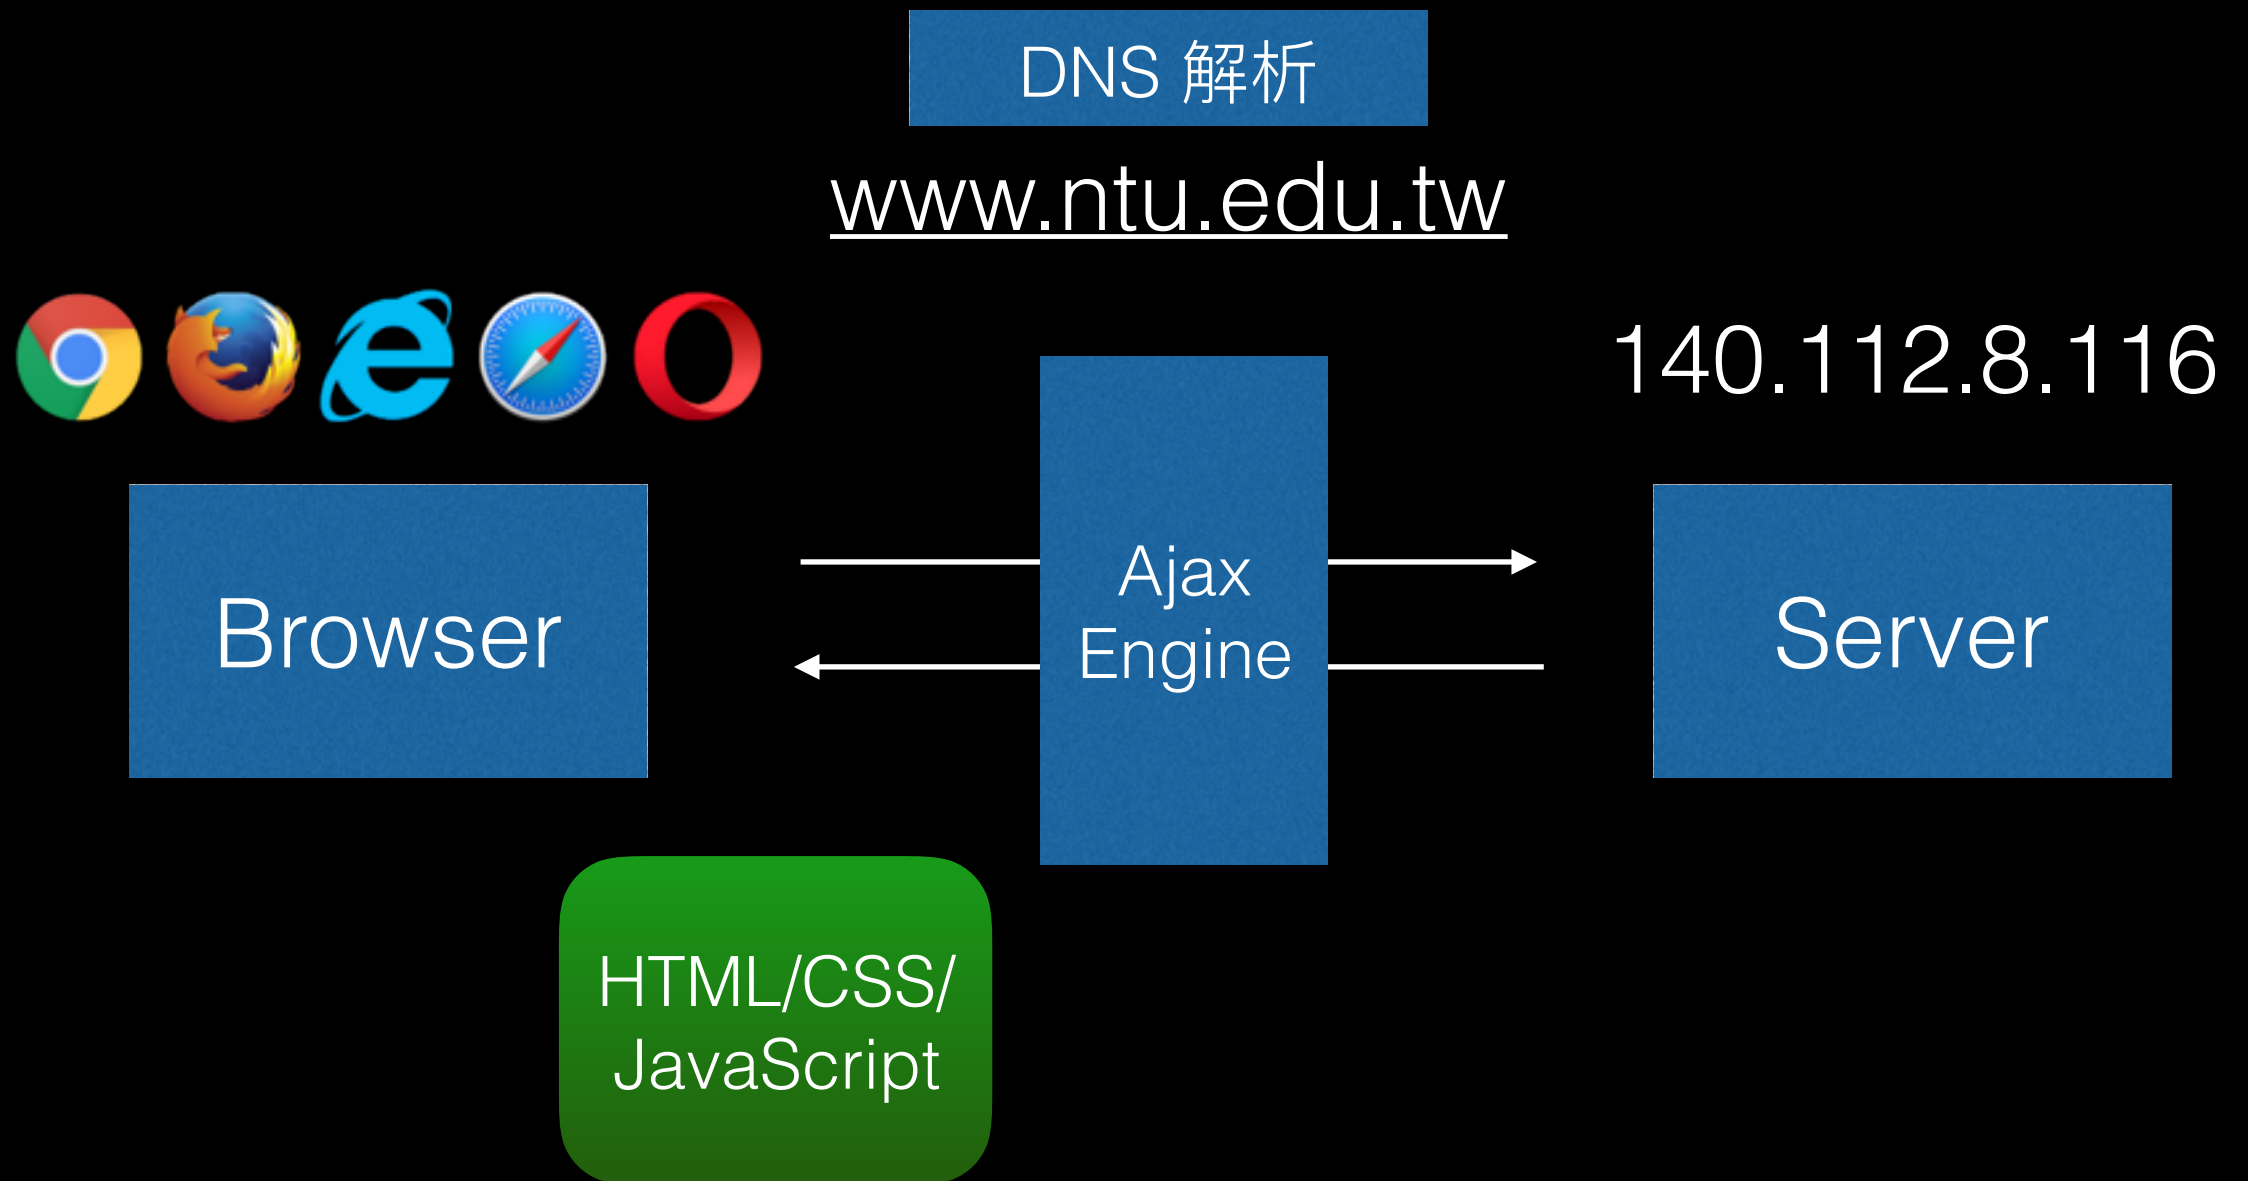 DNS 解析
www.ntu.edu.tw
140.112.8.116
Browser
Ajax
Engine
Server
HTML/CSS/
JavaScript